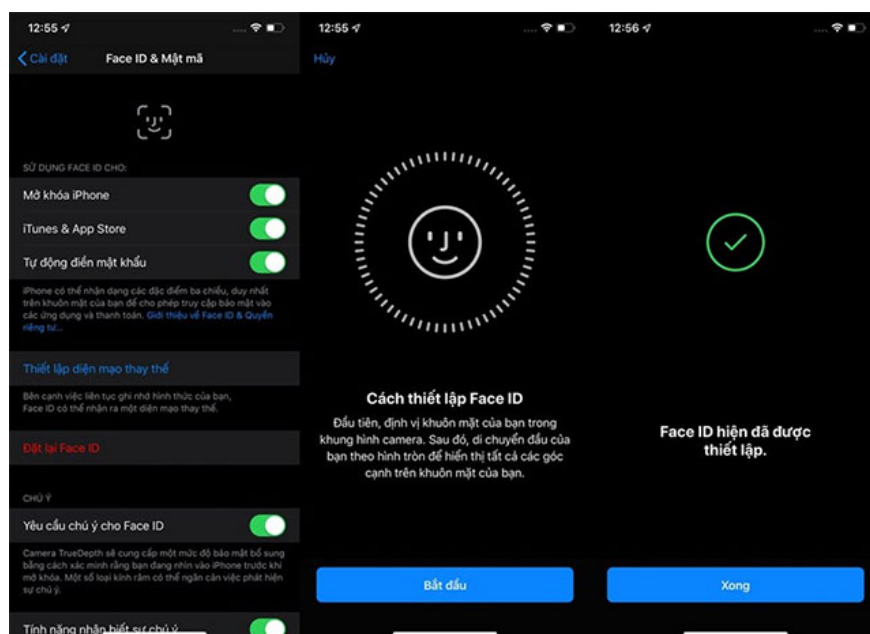 12:55
Cài đặt
Face ID & Mật mã
SỬ DỤNG FACE ID CHO:
Mở khóa iPhone
iTunes & App Store
Tự động điền mật khẩu
iPhone có thể nhận dạng các đặc điểm ba chiều, duy nhất
trên khuôn mặt của bạn để cho phép truy cập bảo mật vào
các ứng dụng và thanh toán. Giới thiệu về Face ID & Quyền
riêng tư...
Thiết lập diện mạo thay thế
Bên cạnh việc liên tục ghi nhớ hình thức của bạn,
Face ID có thể nhận ra một diện mạo thay thế.
Đặt lại Face ID
CHÚ Ý
Yêu cầu chú ý cho Face ID
Camera TrueDepth sẽ cung cấp một mức độ bảo mật bổ sung
bằng cách xác minh rằng bạn đang nhìn vào iPhone trước khi
mở khóa. Một số loại kính râm có thể ngăn cản việc phát hiện
sự chú ý.
Tính năng nhận biết sự chú ý
12:55
Hủy
Cách thiết lập Face ID
Đầu tiên, định vị khuôn mặt của bạn trong
khung hình camera. Sau đó, di chuyển đầu của
bạn theo hình tròn để hiển thị tất cả các góc
cạnh trên khuôn mặt của bạn.
Bắt đầu
12:56
Face ID hiện đã được
thiết lập.
Xong